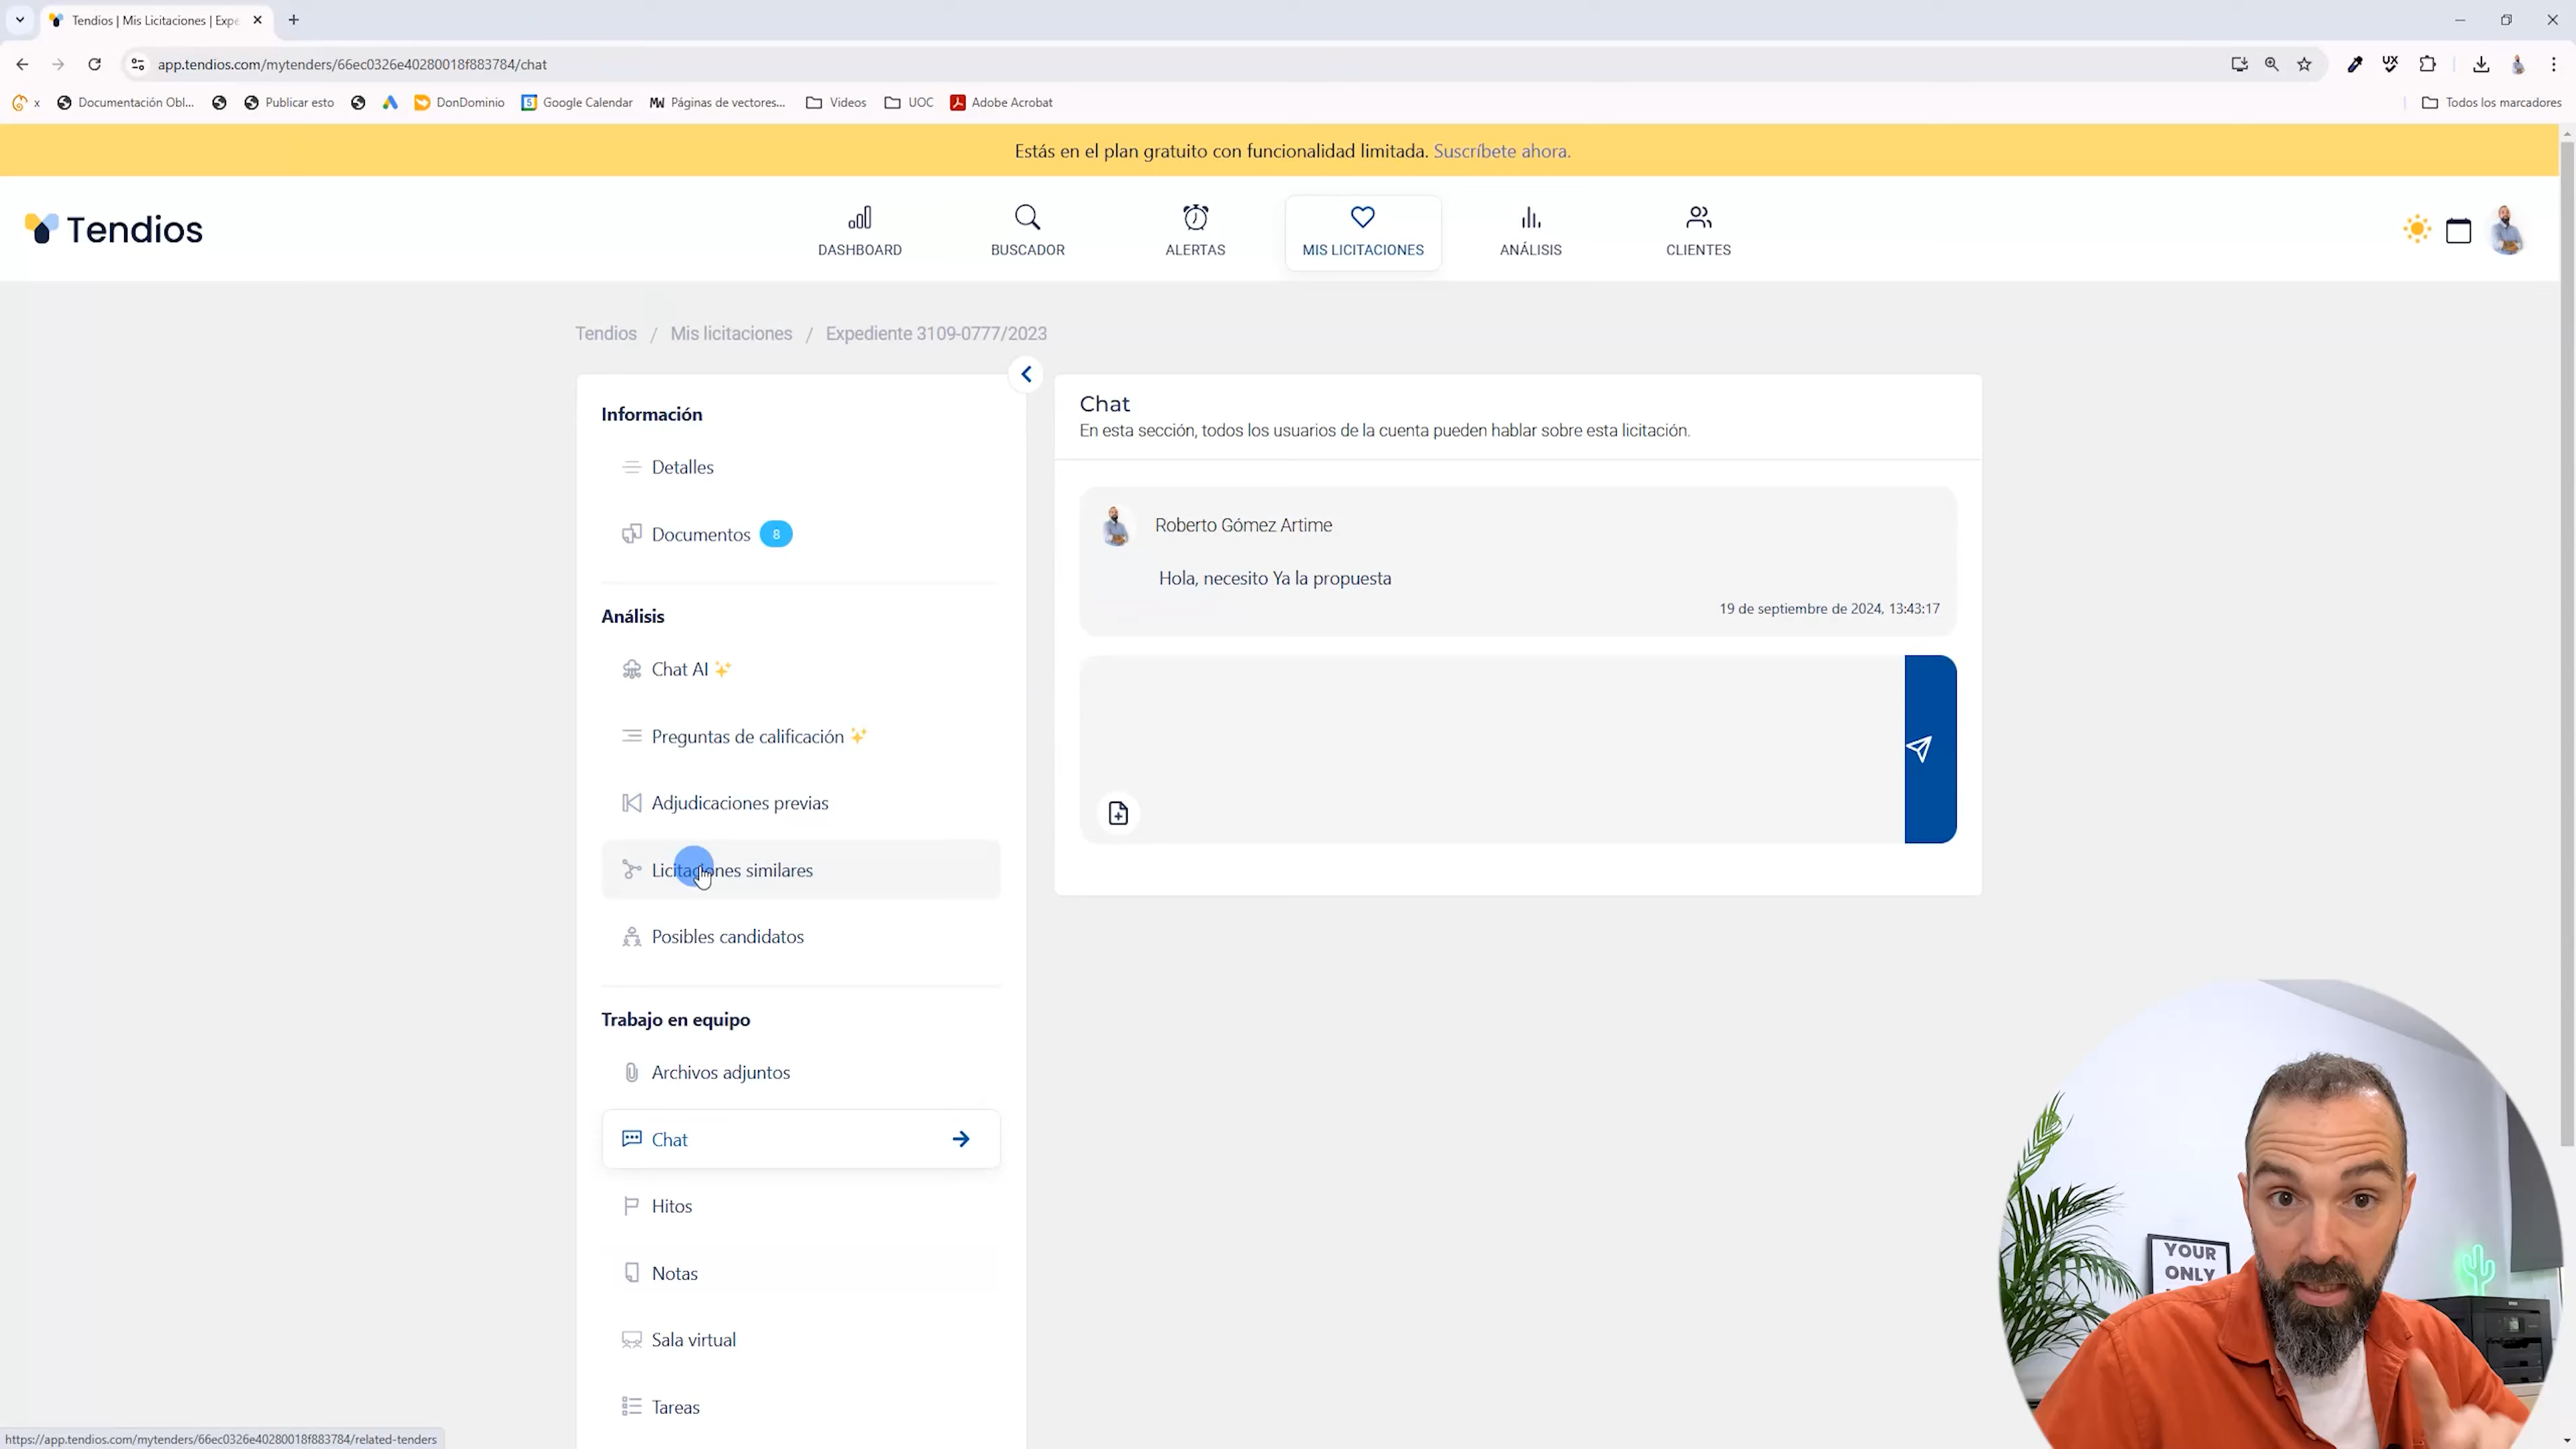 Tendios | Mis Licitaciones | Expe
app.tendios.com/mytenders/66ec0326e40280018f883784/chat
UX
x
Documentación Obl...
Publicar esto
DonDominio
Google Calendar
Páginas de vectores...
Videos
UOC
Adobe Acrobat
Todos los marcadores
Estás en el plan gratuito con funcionalidad limitada. Suscríbete ahora.
Tendios
DASHBOARD
BUSCADOR
ALERTAS
MIS LICITACIONES
ANÁLISIS
CLIENTES
Tendios / Mis licitaciones / Expediente 3109-0777/2023
Información
Detalles
Documentos 8
Análisis
Chat AI
Preguntas de calificación
Adjudicaciones previas
Licitaciones similares
Posibles candidatos
Trabajo en equipo
Archivos adjuntos
Chat
Hitos
Notas
Sala virtual
Tareas
Chat
En esta sección, todos los usuarios de la cuenta pueden hablar sobre esta licitación.
Roberto Gómez Artime
Hola, necesito Ya la propuesta
19 de septiembre de 2024, 13:43:17
YOUR
ONLY
https://app.tendios.com/mytenders/66ec0326e40280018f883784/related-tenders